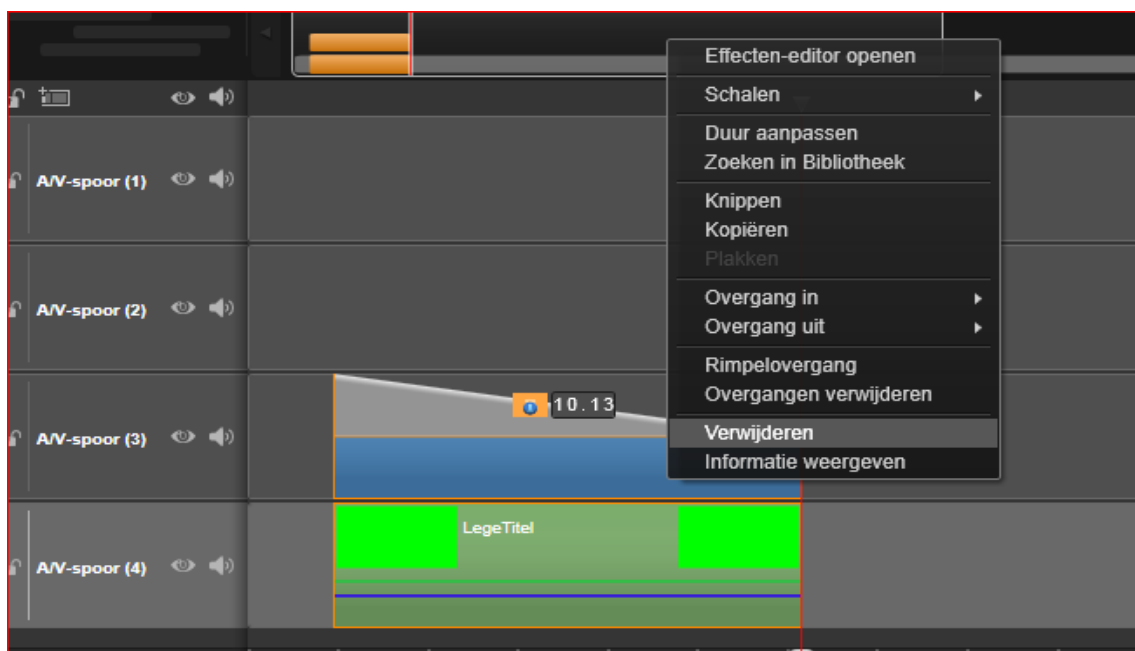 Effecten-editor openen
Schalen
Duur aanpassen
Zoeken in Bibliotheek
Knippen
Kopiëren
Plakken
Overgang in
Overgang uit
Rimpelovergang
Overgangen verwijderen
Verwijderen
Informatie weergeven
A/V-spoor (1)
A/V-spoor (2)
A/V-spoor (3)
10.13
A/V-spoor (4)
LegeTitel